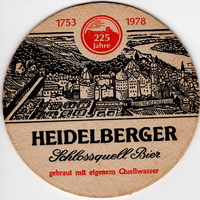 1753 1978
225
Jahre
HEIDELBERGER
Schlossquell Bier
gebraut mit eigenem Quellwasser